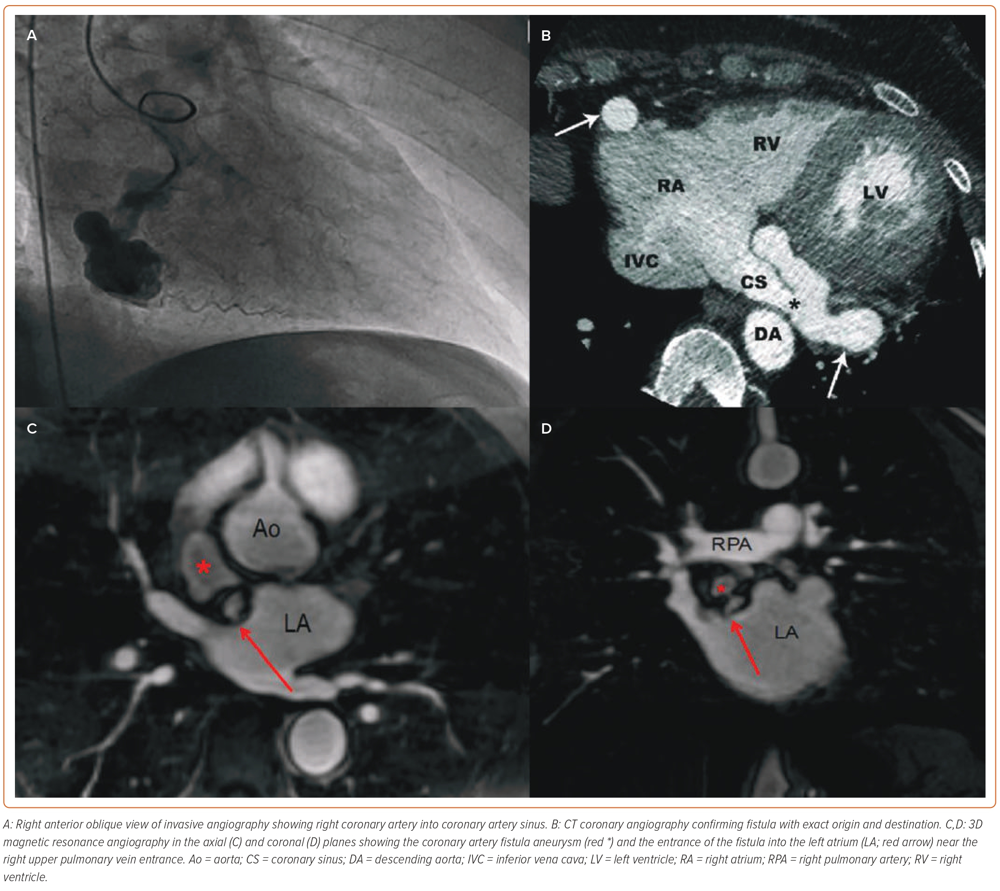 A
B
RV
RA
LV
IVC
CS
*
DA
C
D
Ao
RPA
*
*
LA
LA
A: Right anterior oblique view of invasive angiography showing right coronary artery into coronary artery sinus. B: CT coronary angiography confirming fistula with exact origin and destination. C,D: 3D
magnetic resonance angiography in the axial (C) and coronal (D) planes showing the coronary artery fistula aneurysm (red *) and the entrance of the fistula into the left atrium (LA; red arrow) near the
right upper pulmonary vein entrance. Ao = aorta; CS = coronary sinus; DA = descending aorta; IVC = inferior vena cava; LV = left ventricle; RA = right atrium; RPA = right pulmonary artery; RV = right
ventricle.